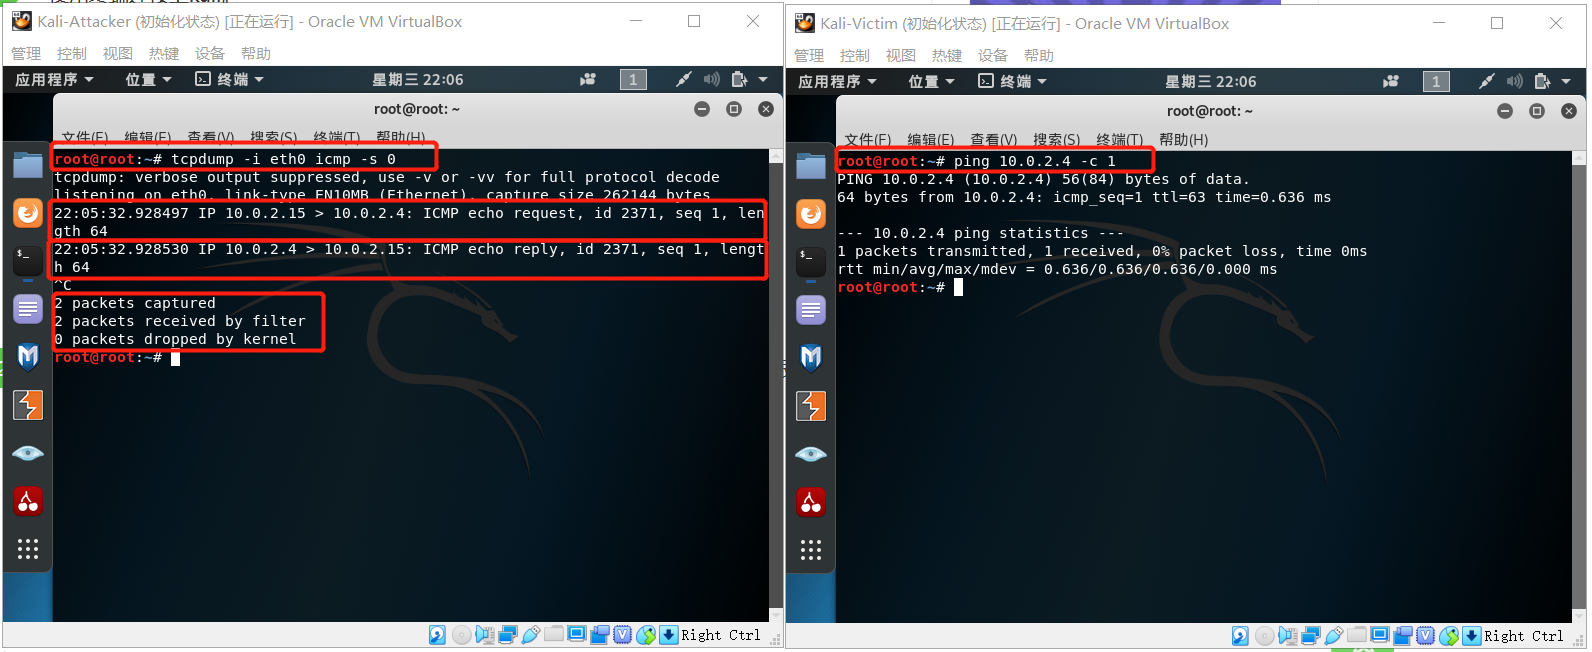 Kali-Attacker (初始化状态) [正在运行] - Oracle VM VirtualBox
管理 控制 视图 热键 设备 帮助
应用程序 位置 终端 星期三 22:06 1
root@root: ~
文件(F) 编辑(E) 查看(V) 搜索(S) 终端(T) 帮助(H)
root@root:~# tcpdump -i eth0 icmp -s 0
tcpdump: verbose output suppressed, use -v or -vv for full protocol decode
listening on eth0, link-type EN10MB (Ethernet), capture size 262144 bytes
22:05:32.928497 IP 10.0.2.15 > 10.0.2.4: ICMP echo request, id 2371, seq 1, len
gth 64
22:05:32.928530 IP 10.0.2.4 > 10.0.2.15: ICMP echo reply, id 2371, seq 1, lengt
h 64
^C
2 packets captured
2 packets received by filter
0 packets dropped by kernel
root@root:~#
Right Ctrl
Kali-Victim (初始化状态) [正在运行] - Oracle VM VirtualBox
管理 控制 视图 热键 设备 帮助
应用程序 位置 终端 星期三 22:06 1
root@root: ~
文件(F) 编辑(E) 查看(V) 搜索(S) 终端(T) 帮助(H)
root@root:~# ping 10.0.2.4 -c 1
PING 10.0.2.4 (10.0.2.4) 56(84) bytes of data.
64 bytes from 10.0.2.4: icmp_seq=1 ttl=63 time=0.636 ms
--- 10.0.2.4 ping statistics ---
1 packets transmitted, 1 received, 0% packet loss, time 0ms
rtt min/avg/max/mdev = 0.636/0.636/0.636/0.000 ms
root@root:~#
Right Ctrl